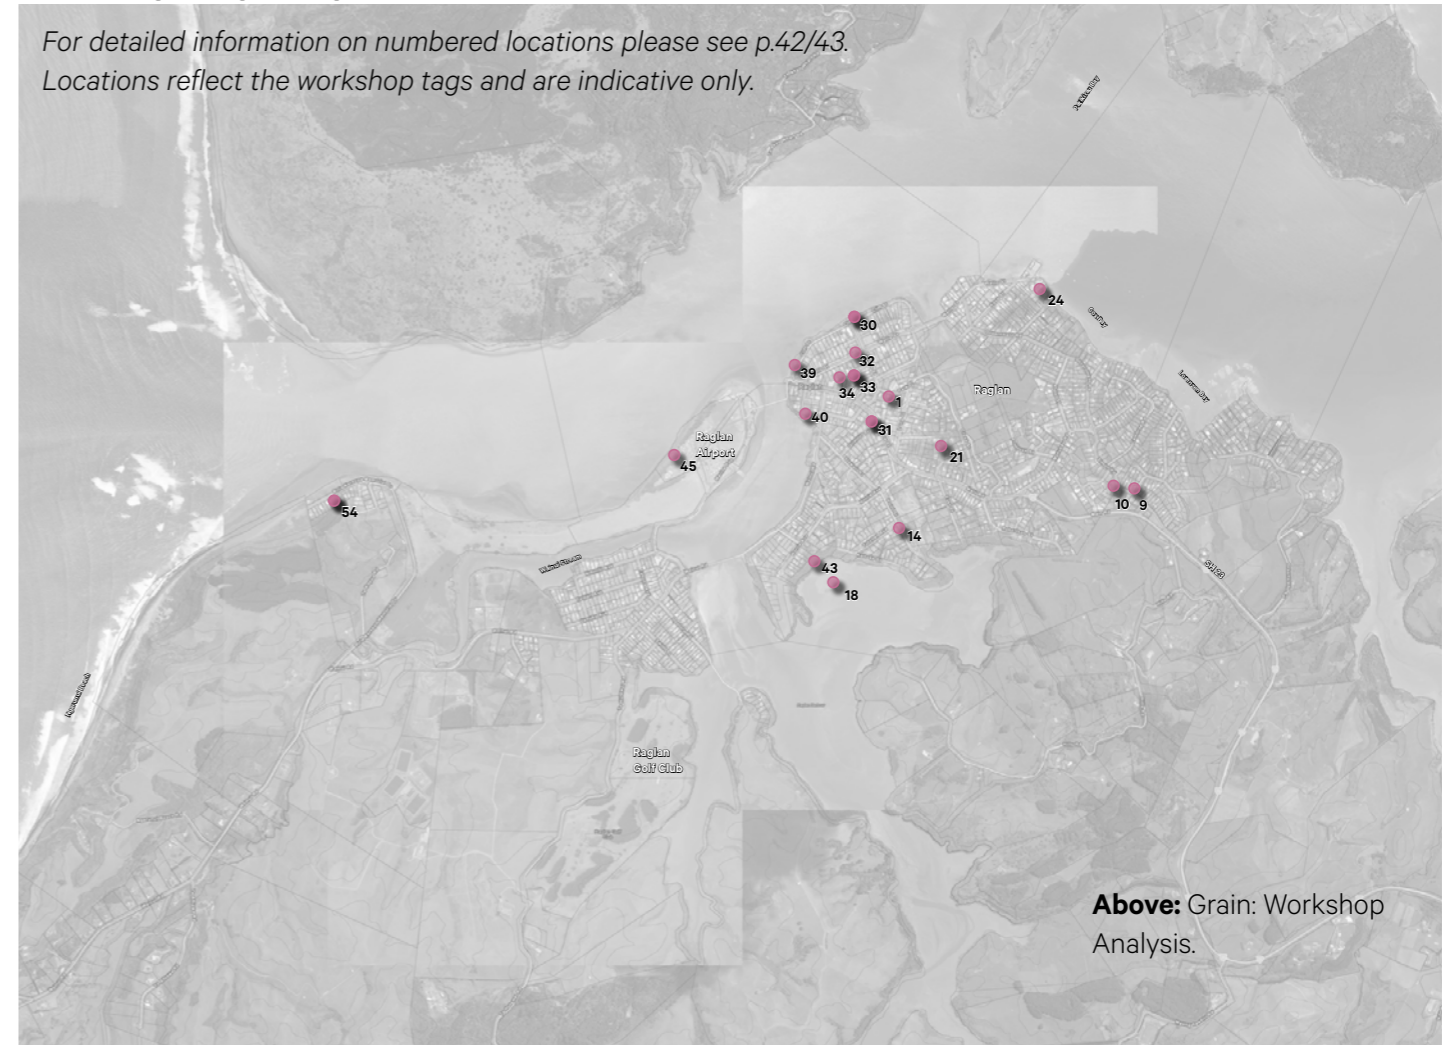 For detailed information on numbered locations please see p.42/43.
Locations reflect the workshop tags and are indicative only.
24
30
32
39
33
34
1
40
31
Raglan
Raglan
Airport
21
45
10
9
54
14
43
18
SH 23
Raglan
Golf Club
Above: Grain: Workshop
Analysis.